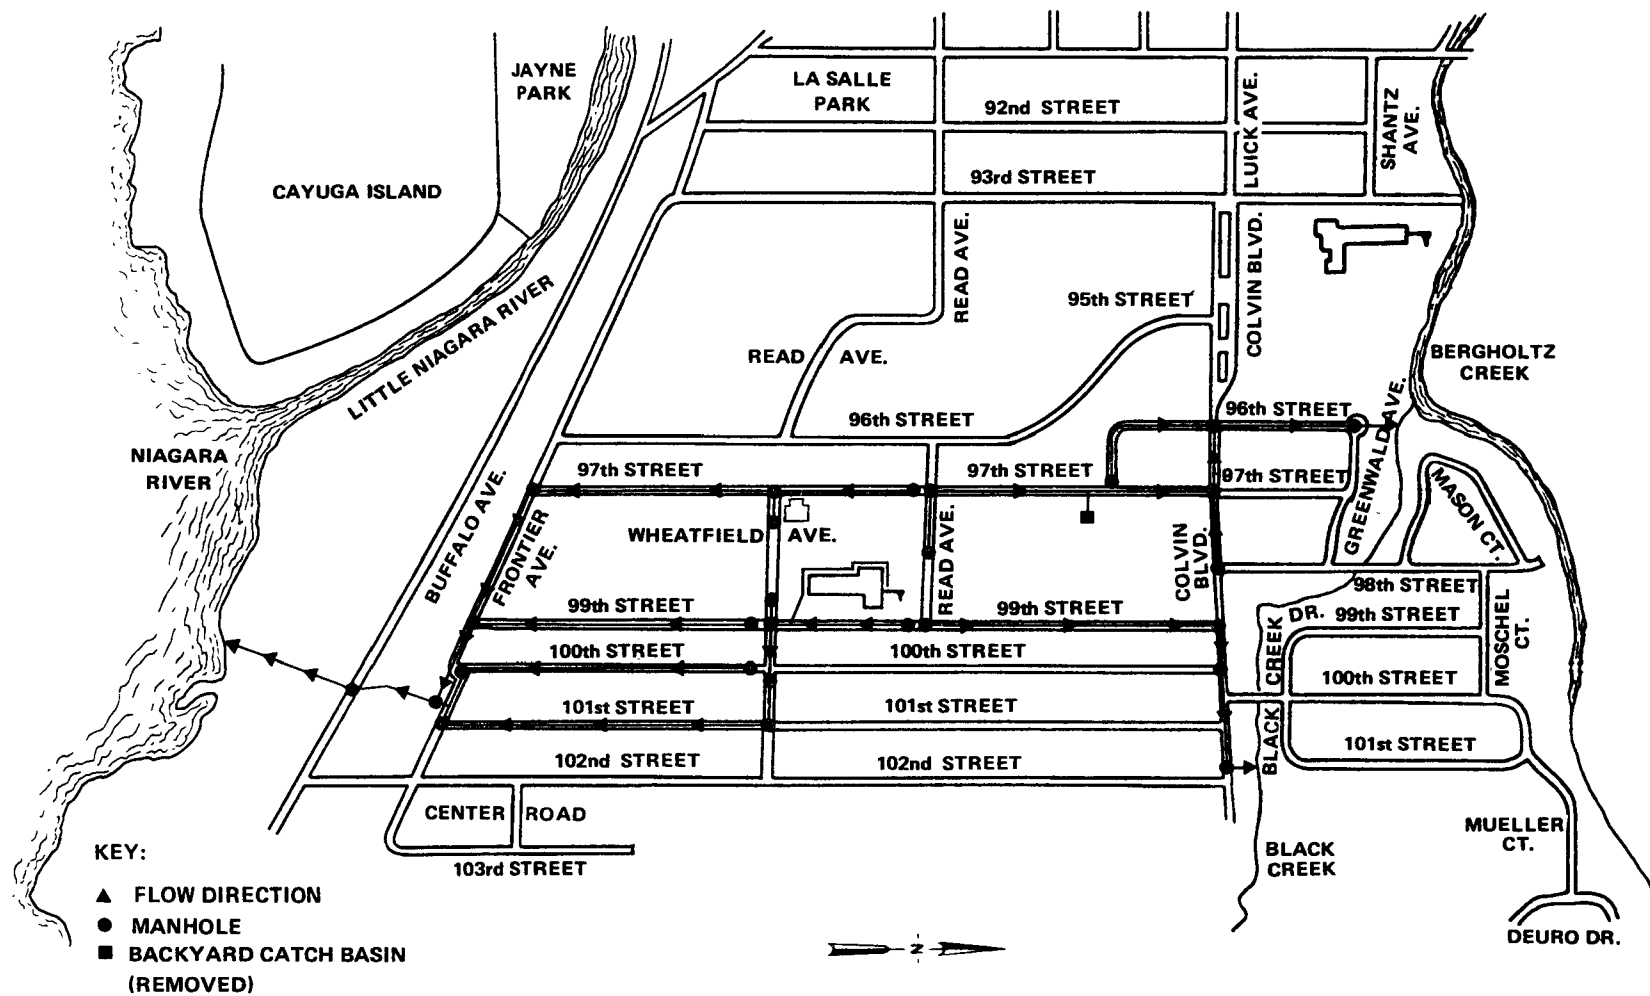 JAYNE
PARK
LA SALLE
PARK
92nd STREET
LUICK AVE.
SHANTZ
AVE.
CAYUGA ISLAND
93rd STREET
READ AVE.
COLVIN BLVD.
95th STREET
LITTLE NIAGARA RIVER
READ AVE.
BERGHOLTZ
CREEK
96th STREET
96th STREET
GREENWALD AVE.
NIAGARA
RIVER
97th STREET
97th STREET
97th STREET
MASON CT.
BUFFALO AVE.
FRONTIER
AVE.
WHEATFIELD AVE.
READ AVE.
COLVIN
BLVD.
98th STREET
99th STREET
99th STREET
99th STREET
BLACK CREEK DR.
MOSCHEL
CT.
100th STREET
100th STREET
100th STREET
101st STREET
101st STREET
101st STREET
102nd STREET
102nd STREET
CENTER ROAD
103rd STREET
MUELLER
CT.
BLACK
CREEK
DEURO DR.
KEY:
FLOW DIRECTION
MANHOLE
BACKYARD CATCH BASIN
(REMOVED)
N